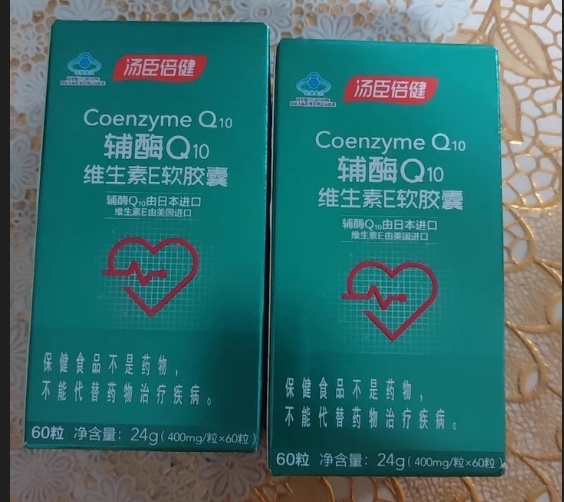 汤臣倍健
Coenzyme Q10
辅酶Q10
维生素E软胶囊
辅酶Q10由日本进口
维生素E由美国进口
保健食品不是药物，
不能代替药物治疗疾病。
60粒 净含量：24g（400mg/粒×60粒）
汤臣倍健
Coenzyme Q10
辅酶Q10
维生素E软胶囊
辅酶Q10由日本进口
维生素E由美国进口
保健食品不是药物，
不能代替药物治疗疾病。
60粒 净含量：24g（400mg/粒×60粒）